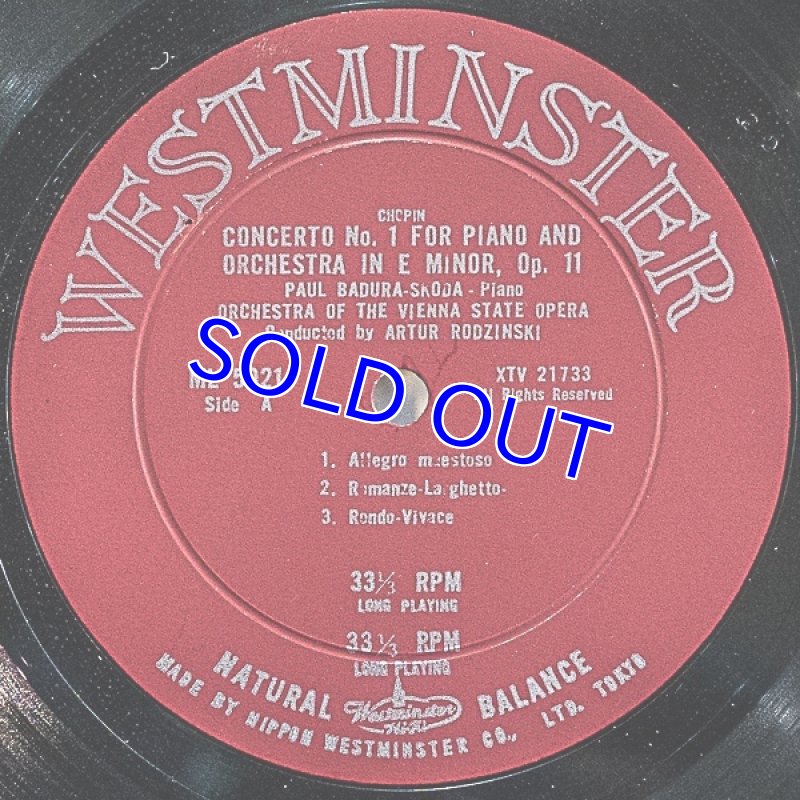 WESTMINSTER
CHOPIN
CONCERTO No. 1 FOR PIANO AND
ORCHESTRA IN E MINOR, Op. 11
PAUL BADURA-SKODA - Piano
ORCHESTRA OF THE VIENNA STATE OPERA
Conducted by ARTUR RODZINSKI
SOLD OUT
XTV 21733
Side A
Rights Reserved
1. Allegro maestoso
2. Romanze-Larghetto-
3. Rondo-Vivace
33⅓ RPM
LONG PLAYING
33⅓ RPM
LONG PLAYING
NATURAL Westminster BALANCE
Hi-Fi
MADE BY NIPPON WESTMINSTER CO., LTD. TOKYO